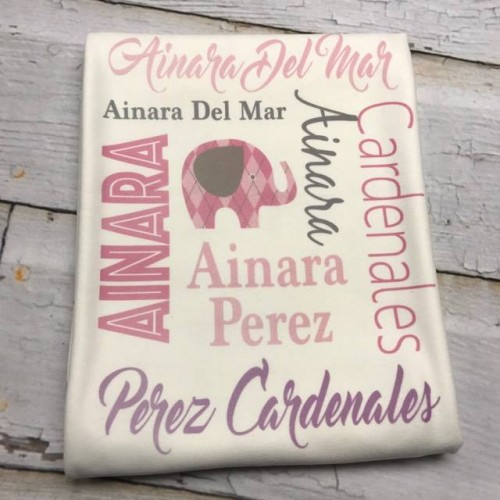 Ainara Del Mar
Ainara Del Mar
Ainara
Cardenales
AINARA
Ainara
Perez
Perez Cardenales